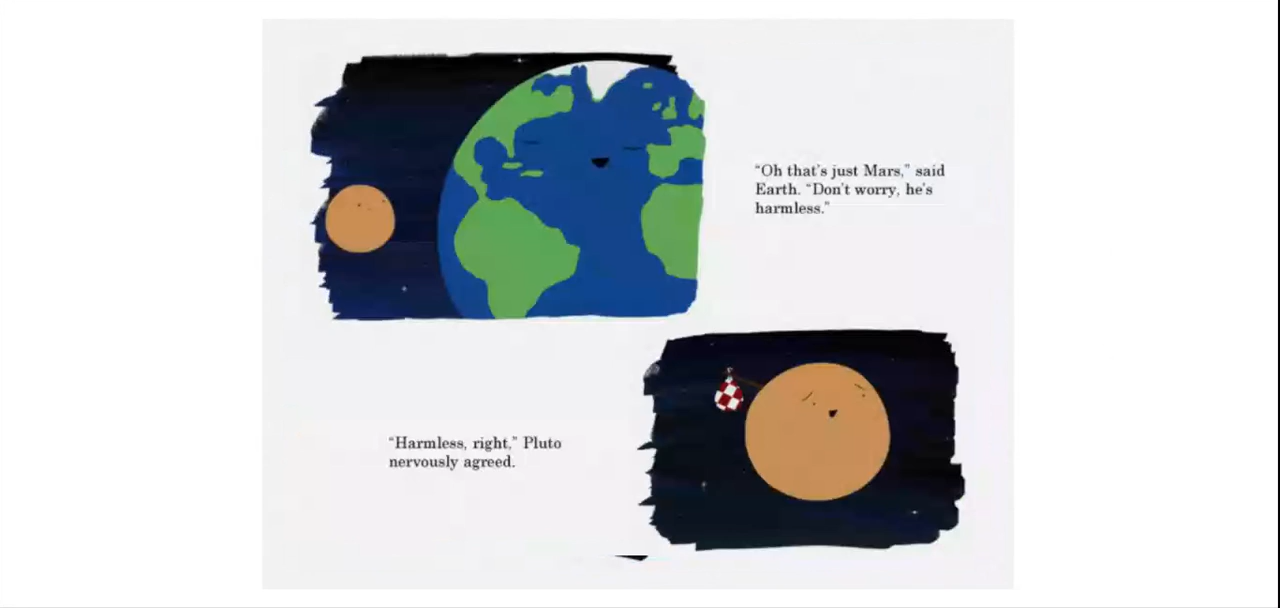 “Oh that’s just Mars,” said
Earth. “Don’t worry, he’s
harmless.”
“Harmless, right,” Pluto
nervously agreed.